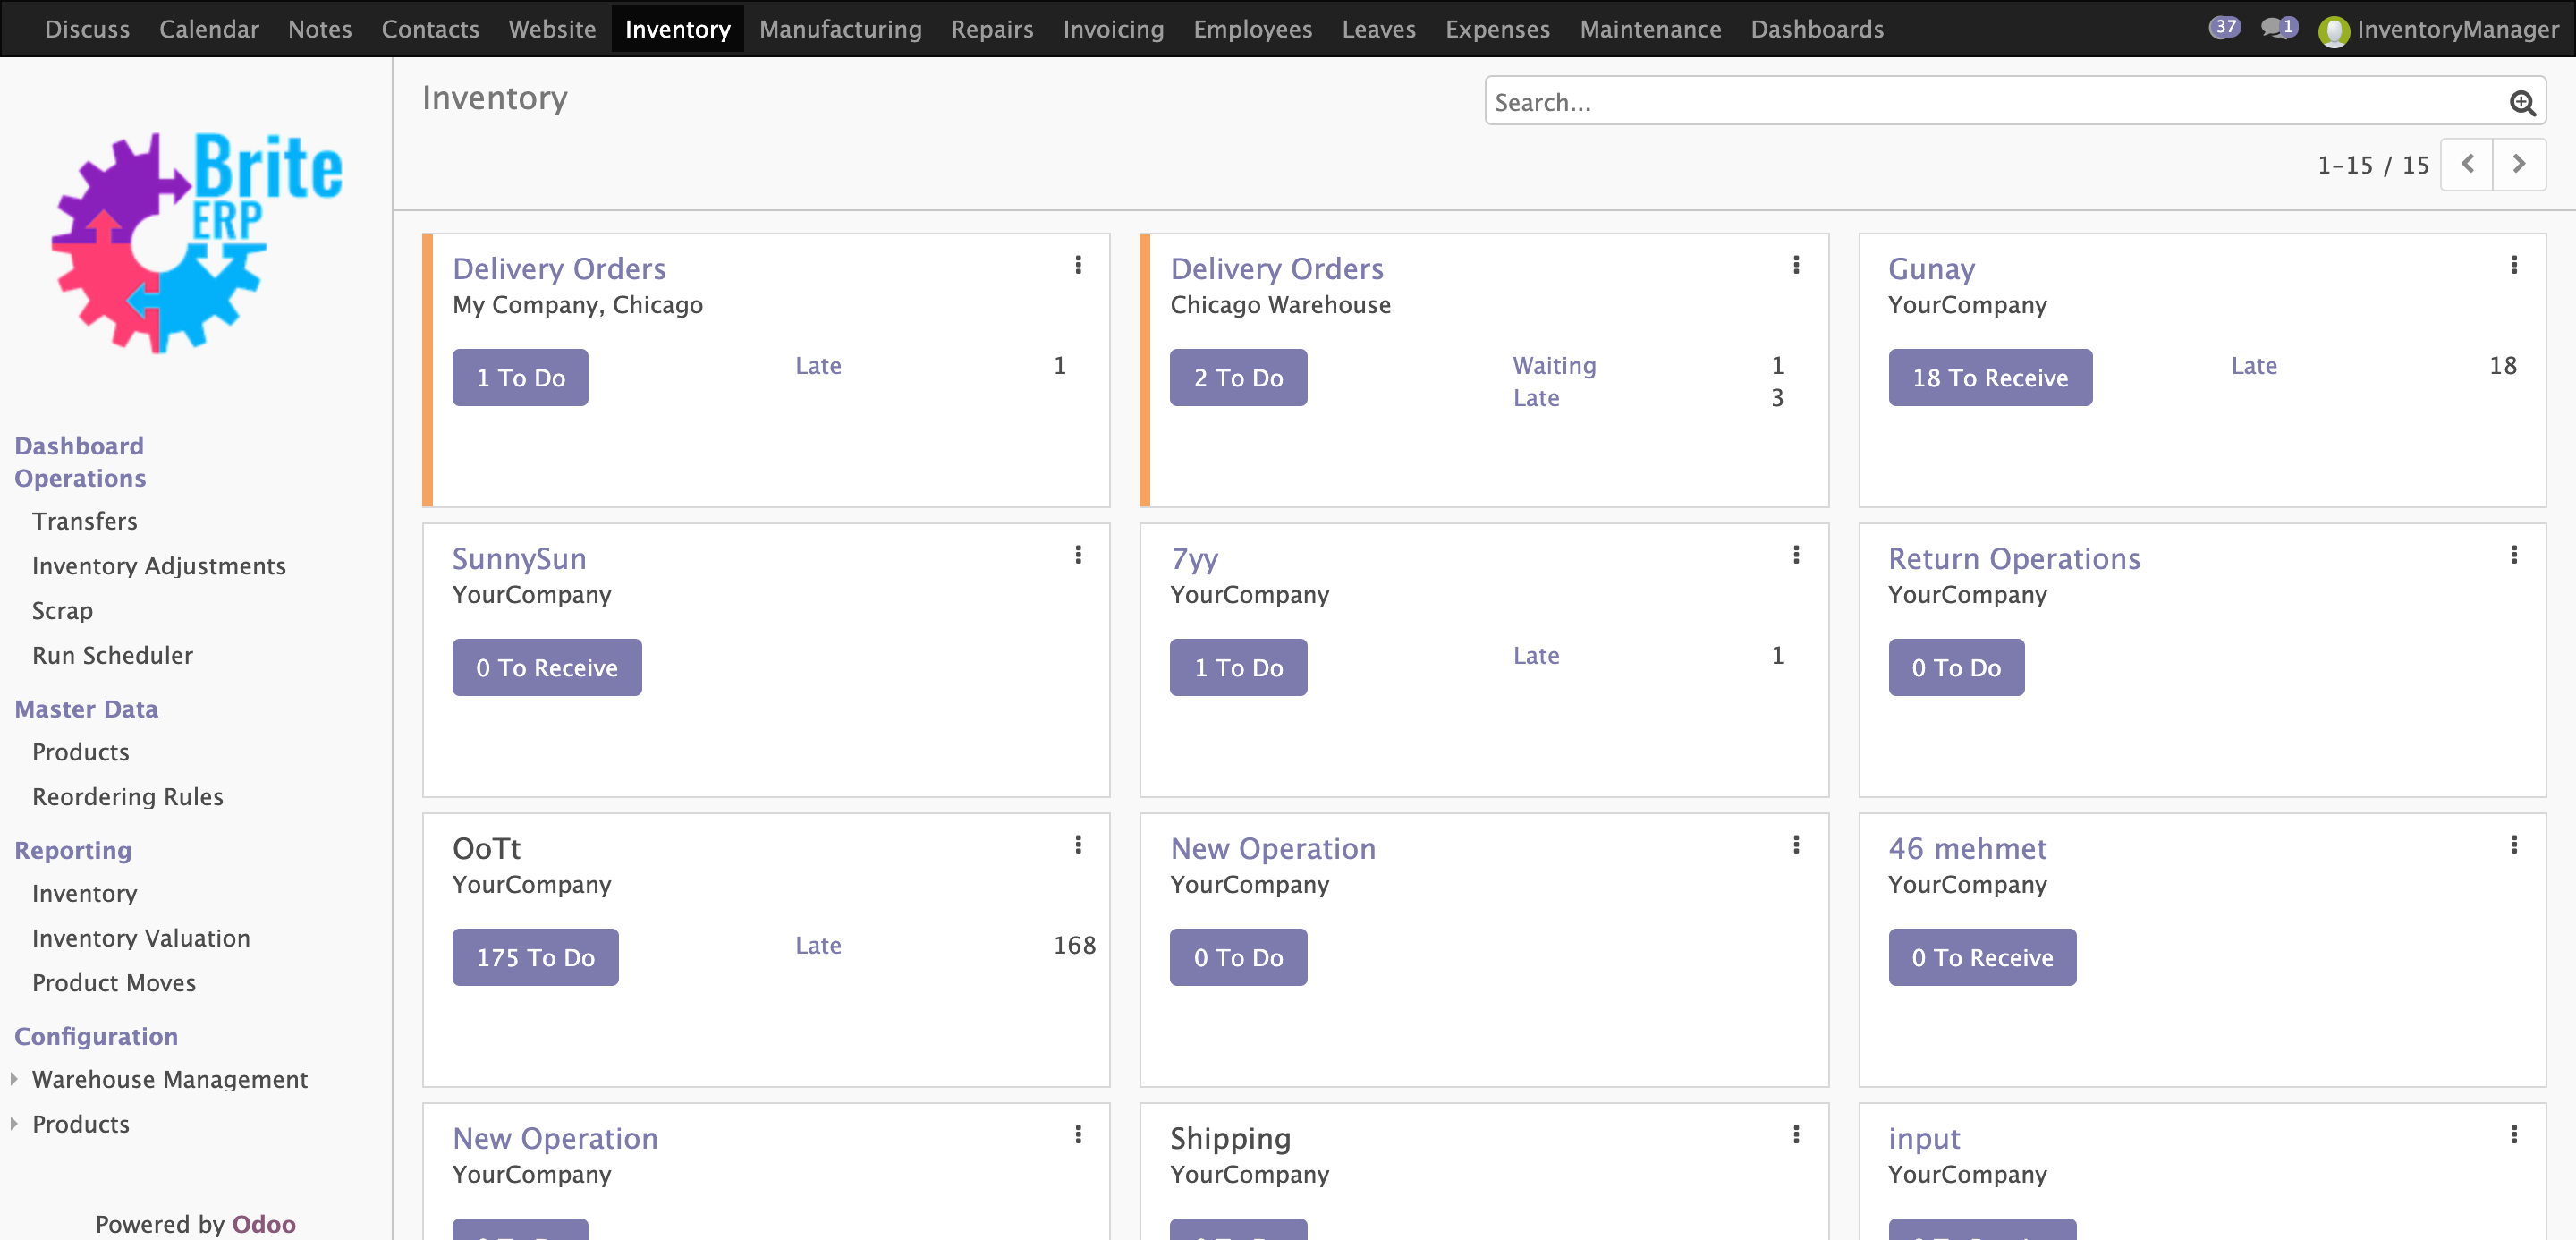 Discuss Calendar Notes Contacts Website Inventory Manufacturing Repairs Invoicing Employees Leaves Expenses Maintenance Dashboards 37 1 InventoryManager
Brite
ERP
Dashboard
Operations
Transfers
Inventory Adjustments
Scrap
Run Scheduler
Master Data
Products
Reordering Rules
Reporting
Inventory
Inventory Valuation
Product Moves
Configuration
Warehouse Management
Products
Powered by Odoo
Inventory
Search...
1-15 / 15
Delivery Orders
My Company, Chicago
1 To Do
Late 1
Delivery Orders
Chicago Warehouse
2 To Do
Waiting 1
Late 3
Gunay
YourCompany
18 To Receive
Late 18
SunnySun
YourCompany
0 To Receive
7yy
YourCompany
1 To Do
Late 1
Return Operations
YourCompany
0 To Do
OoTt
YourCompany
175 To Do
Late 168
New Operation
YourCompany
0 To Do
46 mehmet
YourCompany
0 To Receive
New Operation
YourCompany
Shipping
YourCompany
input
YourCompany